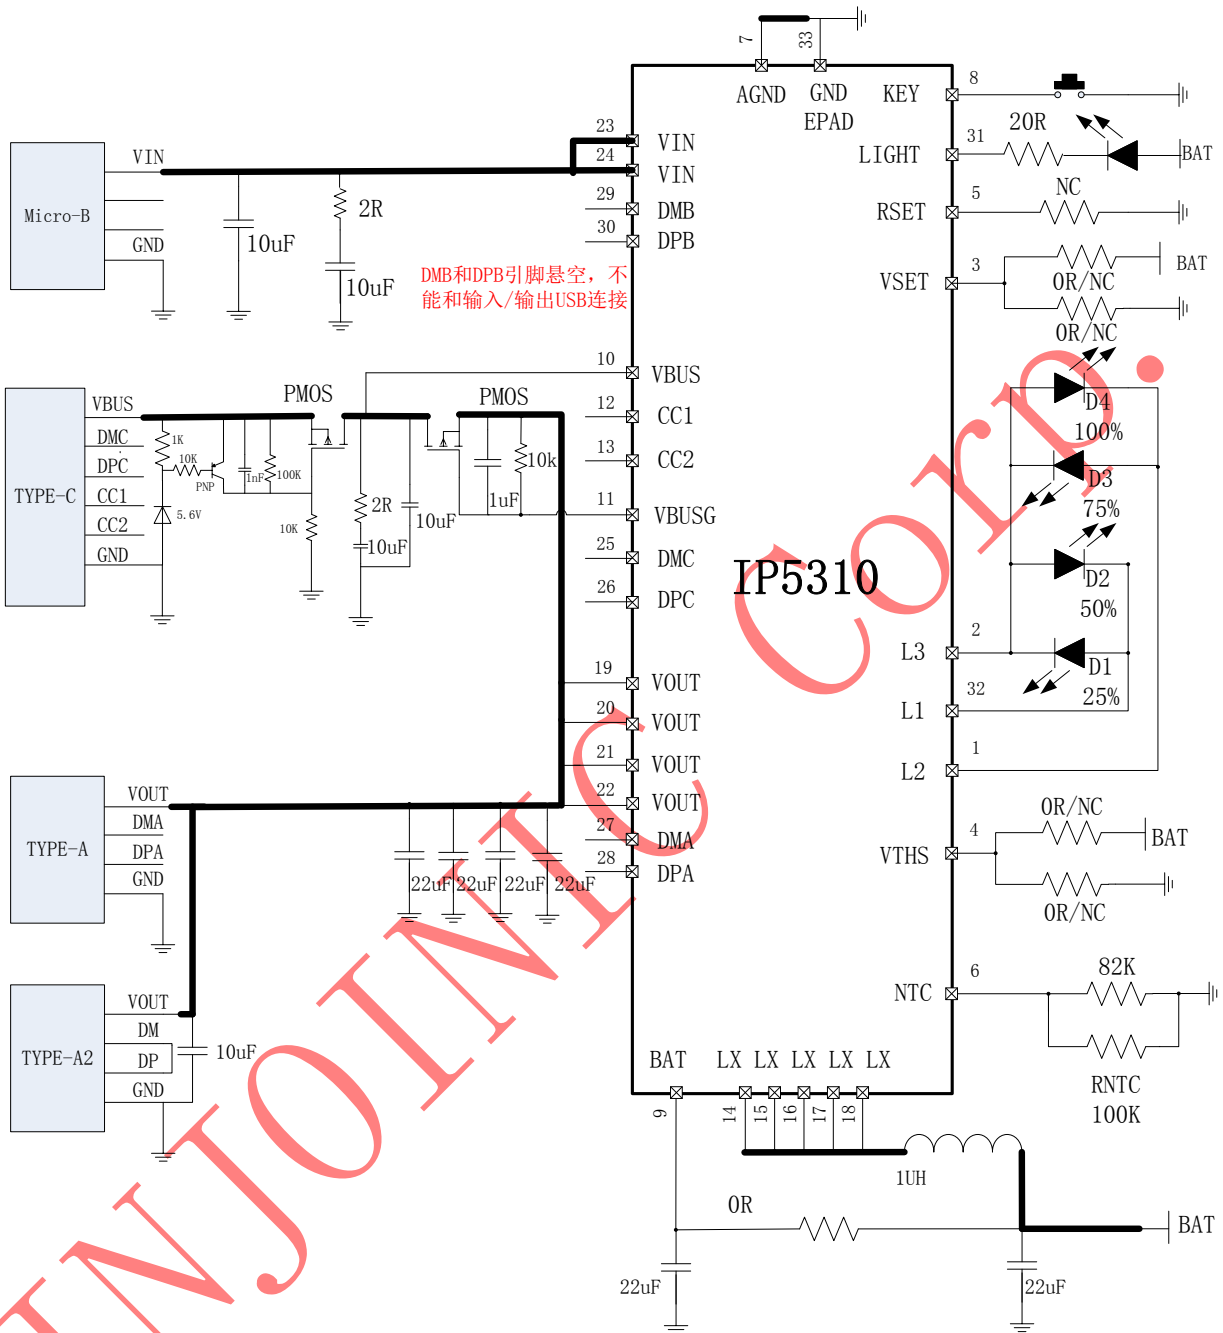 7
33
AGND
GND
EPAD
KEY
8
23
VIN
24
VIN
Micro-B
VIN
GND
10uF
2R
10uF
29
DMB
30
DPB
DMB和DPB引脚悬空，不
能和输入/输出USB连接
LIGHT
31
20R
BAT
RSET
5
NC
VSET
3
0R/NC
BAT
0R/NC
10
VBUS
12
CC1
13
CC2
11
VBUSG
25
DMC
26
DPC
TYPE-C
VBUS
DMC
DPC
CC1
CC2
GND
1K
10K
PNP
5.6V
1nF
100K
10K
PMOS
PMOS
2R
10uF
10uF
1uF
10k
IP5310
D4
100%
D3
75%
D2
50%
D1
25%
L3
2
L1
32
L2
1
19
VOUT
20
VOUT
21
VOUT
22
VOUT
27
DMA
28
DPA
TYPE-A
VOUT
DMA
DPA
GND
22uF
22uF
22uF
22uF
VTHS
4
0R/NC
BAT
0R/NC
TYPE-A2
VOUT
DM
DP
GND
10uF
NTC
6
82K
RNTC
100K
BAT
LX
LX
LX
LX
LX
9
14
15
16
17
18
1UH
0R
BAT
22uF
22uF
INJOINIC Corp.